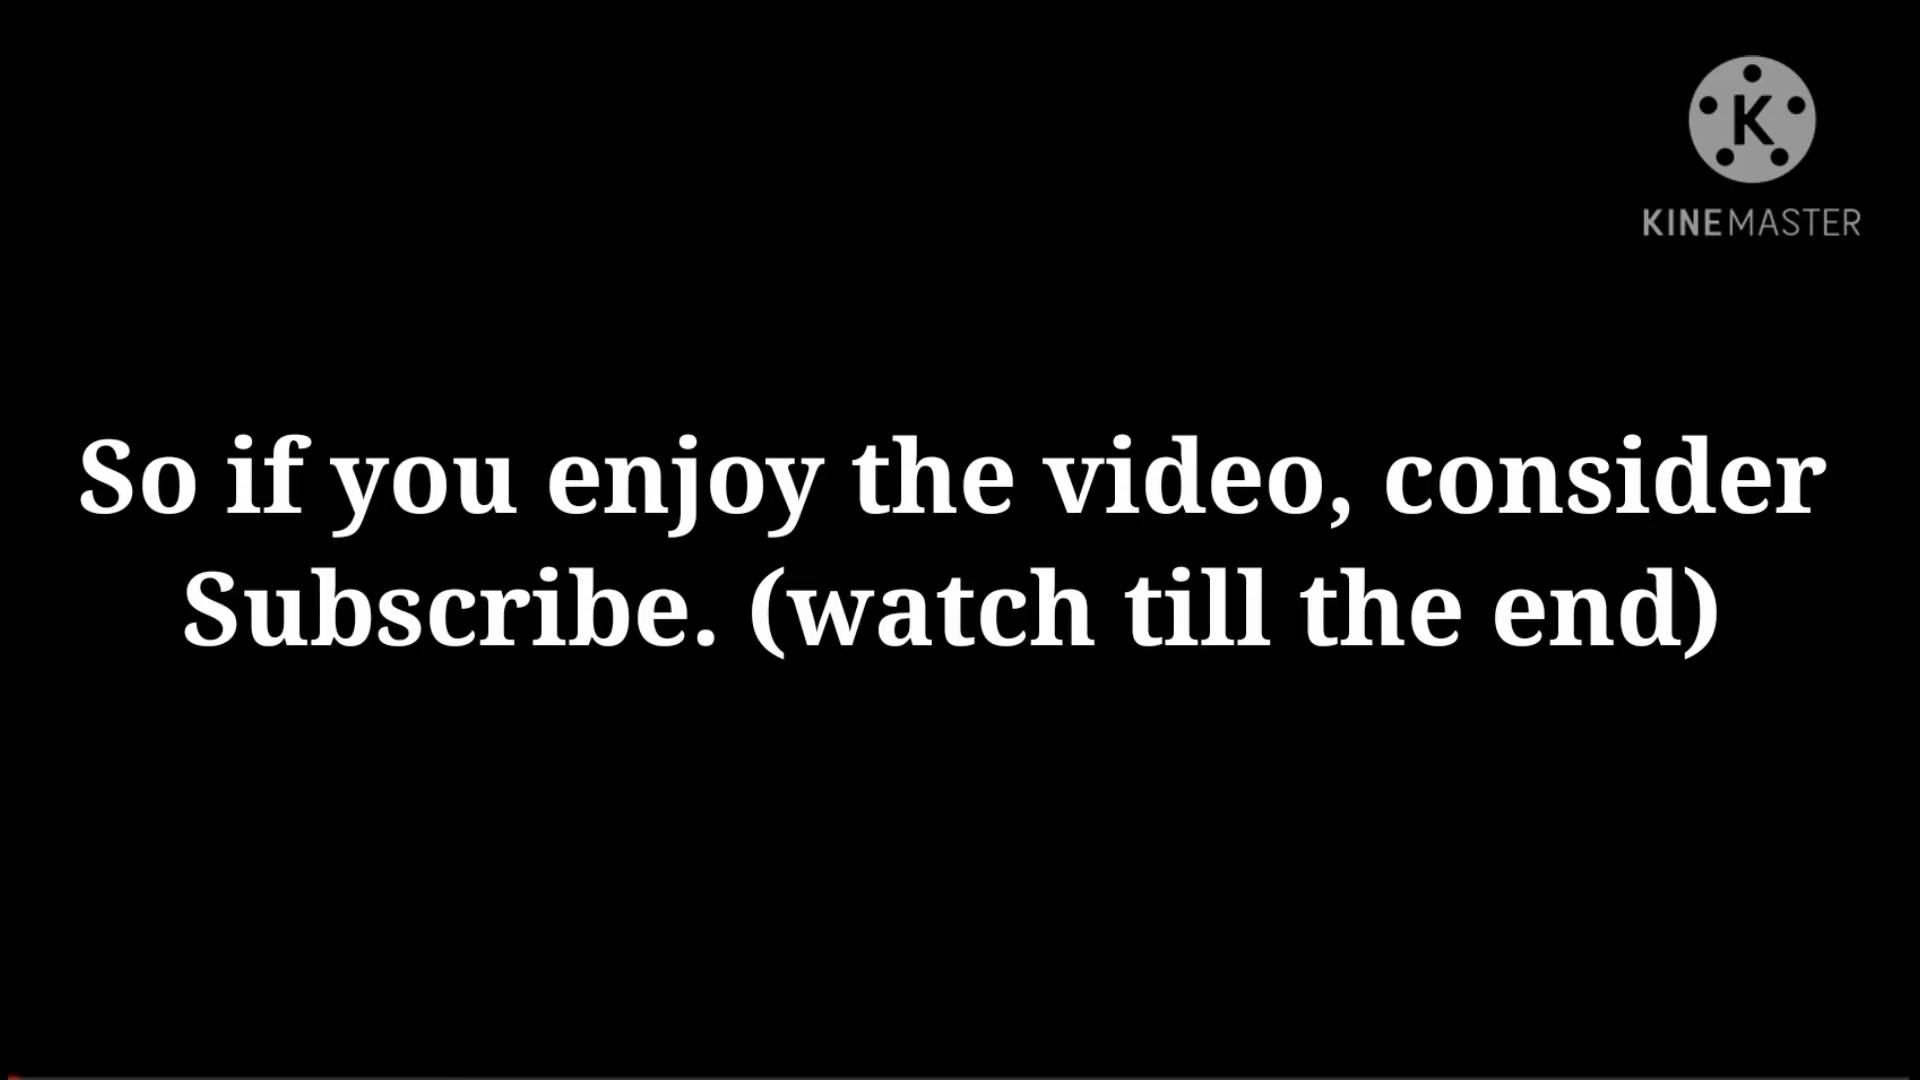 K
KINEMASTER
So if you enjoy the video, consider
Subscribe. (watch till the end)